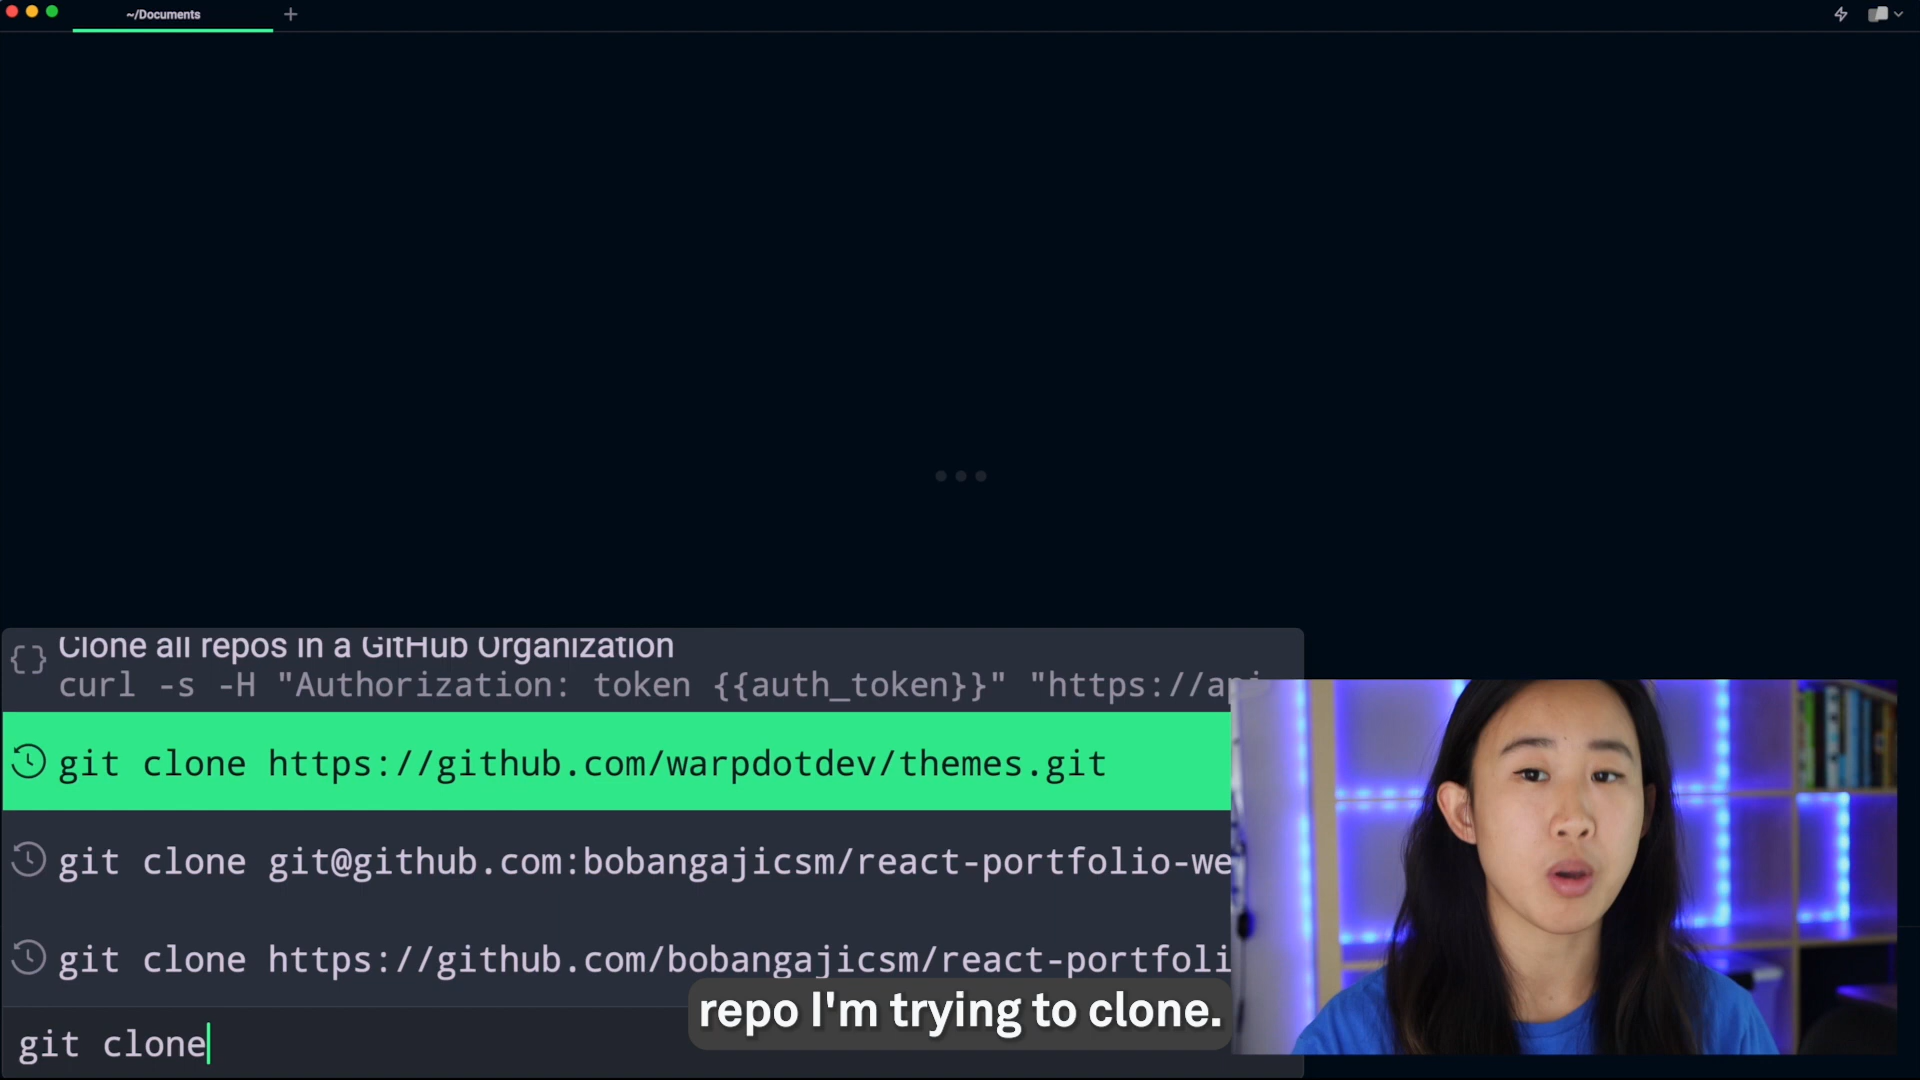 ~/Documents
Clone all repos in a GitHub Organization
curl -s -H "Authorization: token {{auth_token}}" "https://api
git clone https://github.com/warpdotdev/themes.git
git clone git@github.com:bobangajicsm/react-portfolio-we
git clone https://github.com/bobangajicsm/react-portfoli
repo I'm trying to clone.
git clone